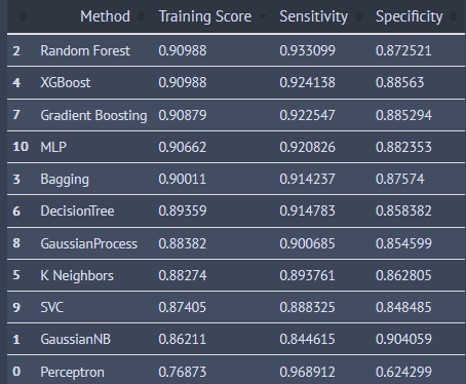 Method Training Score Sensitivity Specificity
2 Random Forest 0.90988 0.933099 0.872521
4 XGBoost 0.90988 0.924138 0.88563
7 Gradient Boosting 0.90879 0.922547 0.885294
10 MLP 0.90662 0.920826 0.882353
3 Bagging 0.90011 0.914237 0.87574
6 DecisionTree 0.89359 0.914783 0.858382
8 GaussianProcess 0.88382 0.900685 0.854599
5 K Neighbors 0.88274 0.893761 0.862805
9 SVC 0.87405 0.888325 0.848485
1 GaussianNB 0.86211 0.844615 0.904059
0 Perceptron 0.76873 0.968912 0.624299